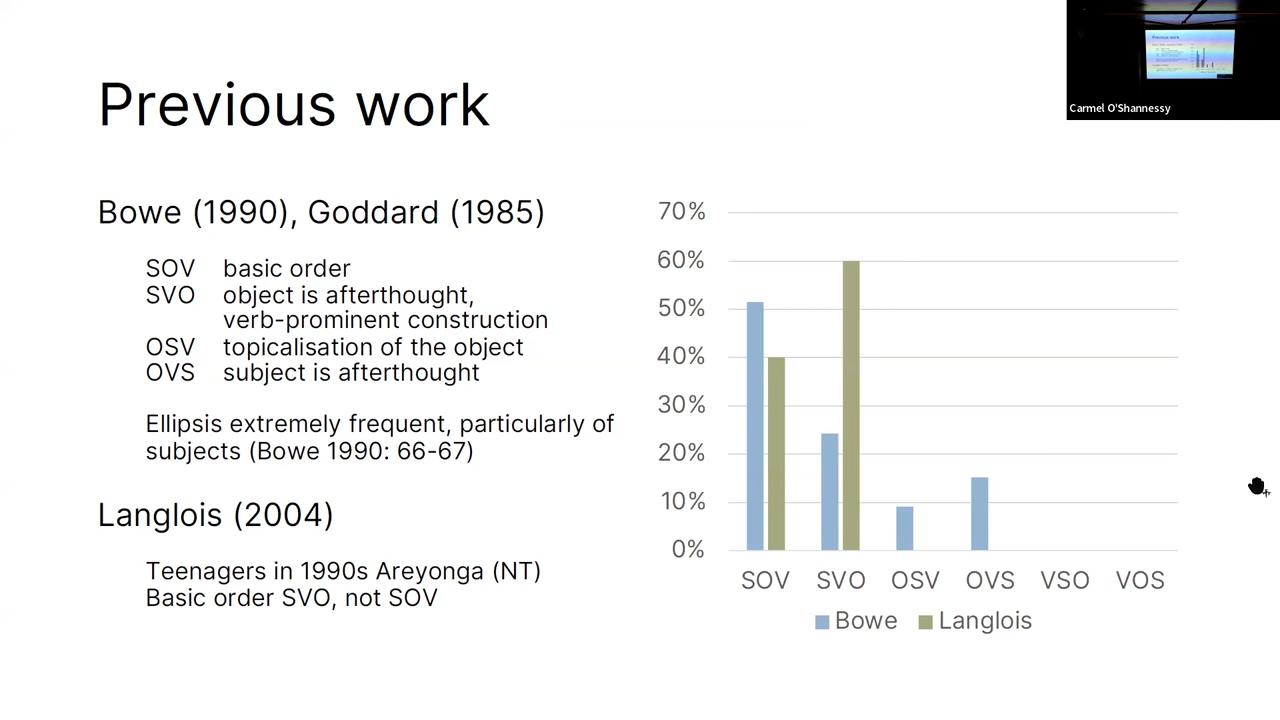 Previous work
Carmel O'Shannessy
Bowe (1990), Goddard (1985)
SOV basic order
SVO object is afterthought,
verb-prominent construction
OSV topicalisation of the object
OVS subject is afterthought
Ellipsis extremely frequent, particularly of
subjects (Bowe 1990: 66-67)
Langlois (2004)
Teenagers in 1990s Areyonga (NT)
Basic order SVO, not SOV
70%
60%
50%
40%
30%
20%
10%
0%
SOV SVO OSV OVS VSO VOS
Bowe Langlois